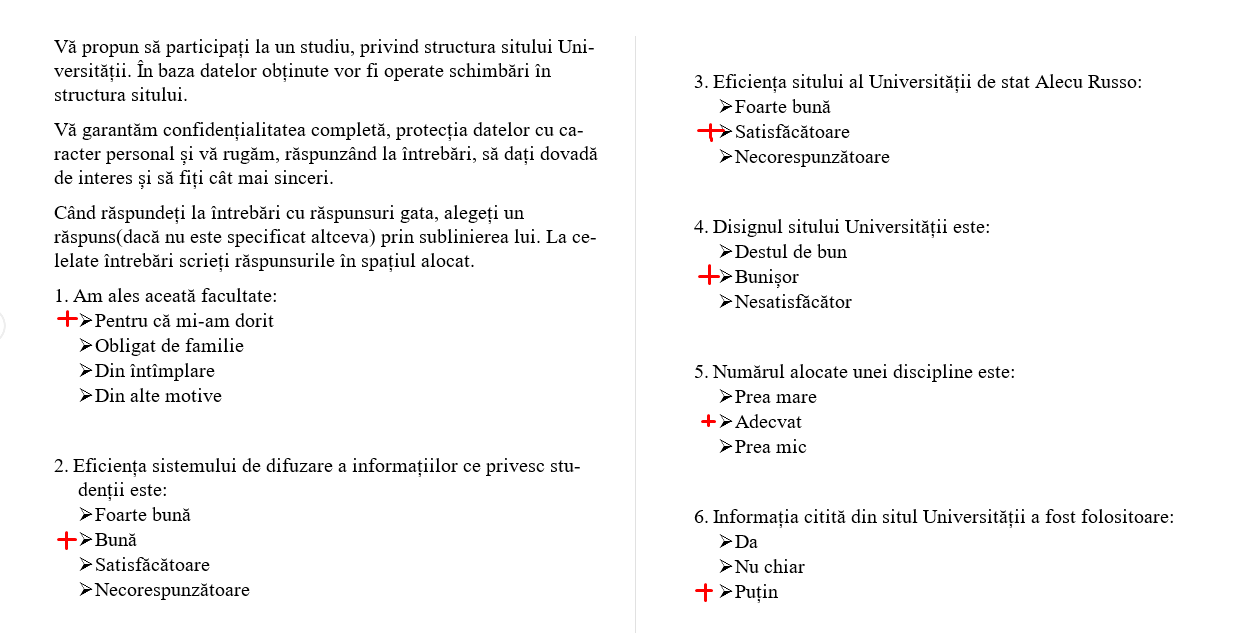 Vă propun să participați la un studiu, privind structura sitului Uni-
versității. În baza datelor obținute vor fi operate schimbări în
structura sitului.
Vă garantăm confidențialitatea completă, protecția datelor cu ca-
racter personal și vă rugăm, răspunzând la întrebări, să dați dovadă
de interes și să fiți cât mai sinceri.
Când răspundeți la întrebări cu răspunsuri gata, alegeți un
răspuns(dacă nu este specificat altceva) prin sublinierea lui. La ce-
lelate întrebări scrieți răspunsurile în spațiul alocat.
1. Am ales aceată facultate:
+ ➢Pentru că mi-am dorit
➢Obligat de familie
➢Din întîmplare
➢Din alte motive
2. Eficiența sistemului de difuzare a informațiilor ce privesc stu-
denții este:
➢Foarte bună
+ ➢Bună
➢Satisfăcătoare
➢Necorespunzătoare
3. Eficiența sitului al Universității de stat Alecu Russo:
➢Foarte bună
+ ➢Satisfăcătoare
➢Necorespunzătoare
4. Disignul sitului Universității este:
➢Destul de bun
+ ➢Bunișor
➢Nesatisfăcător
5. Numărul alocate unei discipline este:
➢Prea mare
+ ➢Adecvat
➢Prea mic
6. Informația citită din situl Universității a fost folositoare:
➢Da
➢Nu chiar
+ ➢Puțin